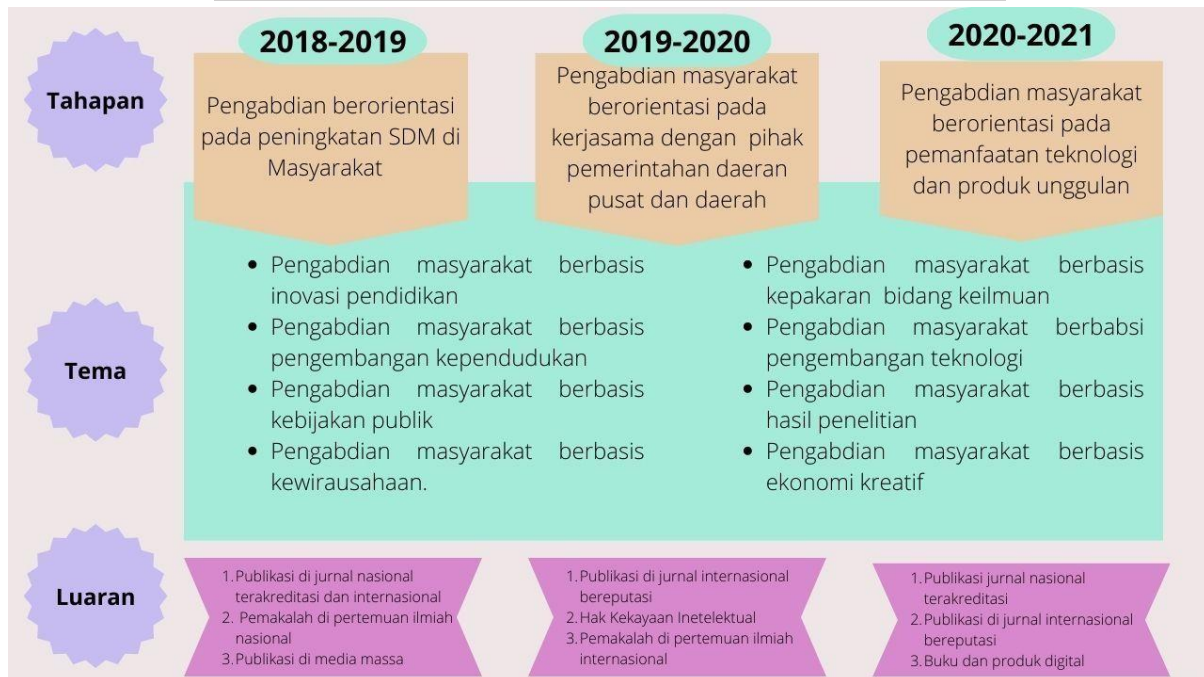 Tahapan
2018-2019
Pengabdian berorientasi
pada peningkatan SDM di
Masyarakat
2019-2020
Pengabdian masyarakat
berorientasi pada
kerjasama dengan pihak
pemerintahan daeran
pusat dan daerah
2020-2021
Pengabdian masyarakat
berorientasi pada
pemanfaatan teknologi
dan produk unggulan
Tema
• Pengabdian masyarakat berbasis
inovasi pendidikan
• Pengabdian masyarakat berbasis
pengembangan kependudukan
• Pengabdian masyarakat berbasis
kebijakan publik
• Pengabdian masyarakat berbasis
kewirausahaan.
• Pengabdian masyarakat berbasis
kepakaran bidang keilmuan
• Pengabdian masyarakat berbabsi
pengembangan teknologi
• Pengabdian masyarakat berbasis
hasil penelitian
• Pengabdian masyarakat berbasis
ekonomi kreatif
Luaran
1. Publikasi di jurnal nasional
terakreditasi dan internasional
2. Pemakalah di pertemuan ilmiah
nasional
3. Publikasi di media massa
1. Publikasi di jurnal internasional
bereputasi
2. Hak Kekayaan Inetelektual
3. Pemakalah di pertemuan ilmiah
internasional
1. Publikasi jurnal nasional
terakreditasi
2. Publikasi di jurnal internasional
bereputasi
3. Buku dan produk digital